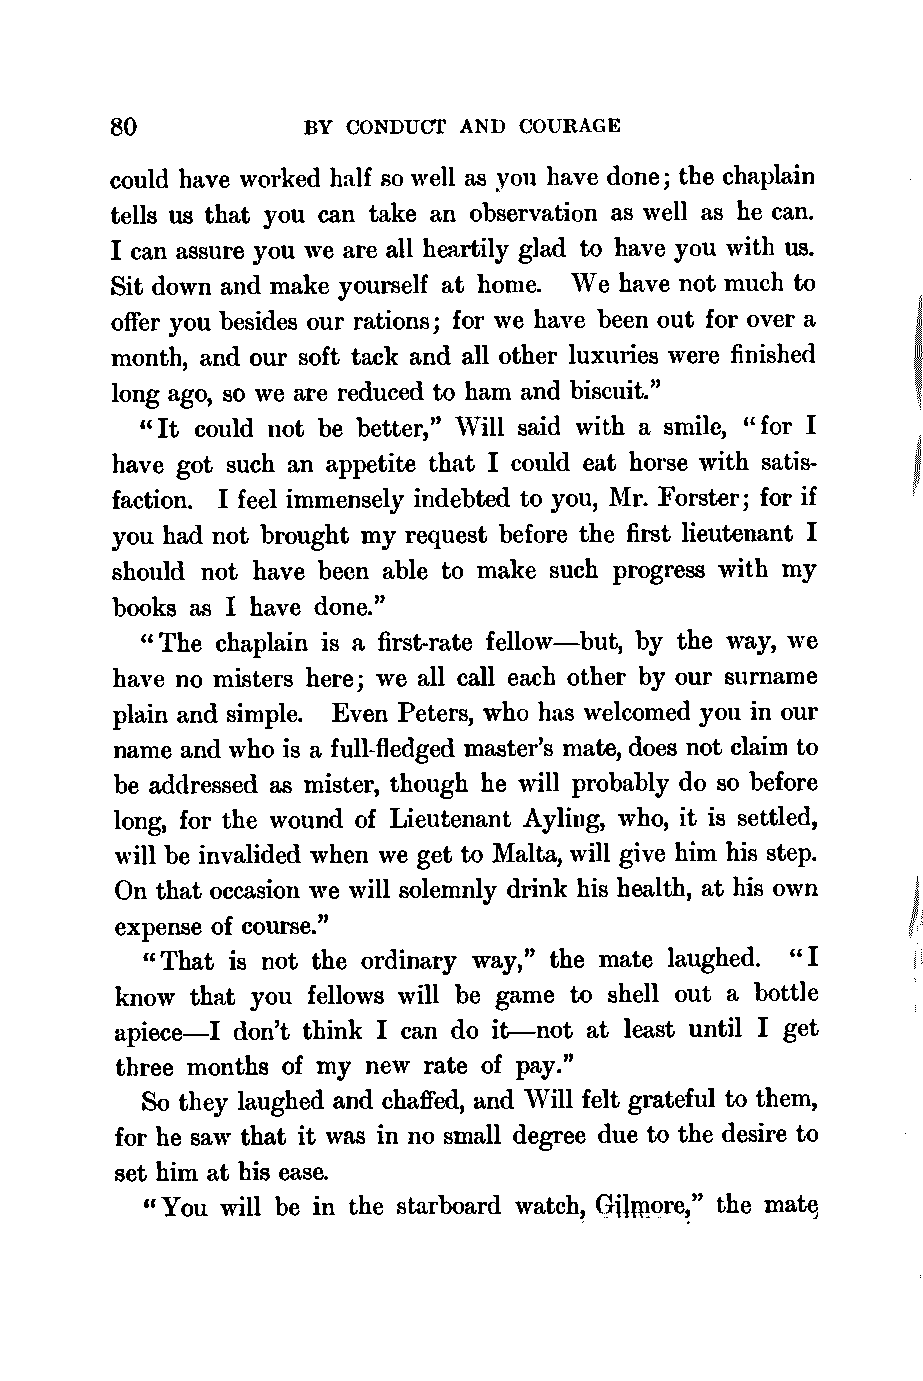 80 BY CONDUCT AND COURAGE
could have worked half so well as you have done; the chaplain
tells us that you can take an observation as well as he can.
I can assure you we are all heartily glad to have you with us.
Sit down and make yourself at home. We have not much to
offer you besides our rations; for we have been out for over a
month, and our soft tack and all other luxuries were finished
long ago, so we are reduced to ham and biscuit.”
“It could not be better,” Will said with a smile, “for I
have got such an appetite that I could eat horse with satis-
faction. I feel immensely indebted to you, Mr. Forster; for if
you had not brought my request before the first lieutenant I
should not have been able to make such progress with my
books as I have done.”
“The chaplain is a first-rate fellow—but, by the way, we
have no misters here; we all call each other by our surname
plain and simple. Even Peters, who has welcomed you in our
name and who is a full-fledged master’s mate, does not claim to
be addressed as mister, though he will probably do so before
long, for the wound of Lieutenant Ayling, who, it is settled,
will be invalided when we get to Malta, will give him his step.
On that occasion we will solemnly drink his health, at his own
expense of course.”
“That is not the ordinary way,” the mate laughed. “I
know that you fellows will be game to shell out a bottle
apiece—I don’t think I can do it—not at least until I get
three months of my new rate of pay.”
So they laughed and chaffed, and Will felt grateful to them,
for he saw that it was in no small degree due to the desire to
set him at his ease.
“You will be in the starboard watch, Gilmore,” the mate